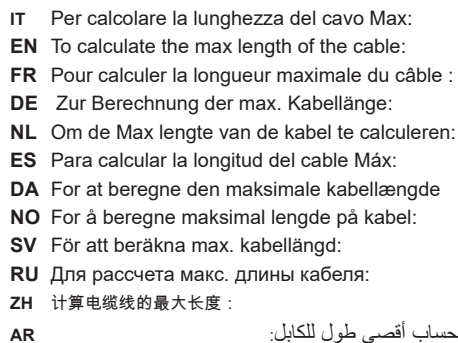 IT Per calcolare la lunghezza del cavo Max:
EN To calculate the max length of the cable:
FR Pour calculer la longueur maximale du câble :
DE Zur Berechnung der max. Kabellänge:
NL Om de Max lengte van de kabel te calculeren:
ES Para calcular la longitud del cable Máx:
DA For at beregne den maksimale kabellængde
NO For å beregne maksimal lengde på kabel:
SV För att beräkna max. kabellängd:
RU Для рассчета макс. длины кабеля:
ZH 计算电缆线的最大长度：
AR حساب أقصى طول للكابل: